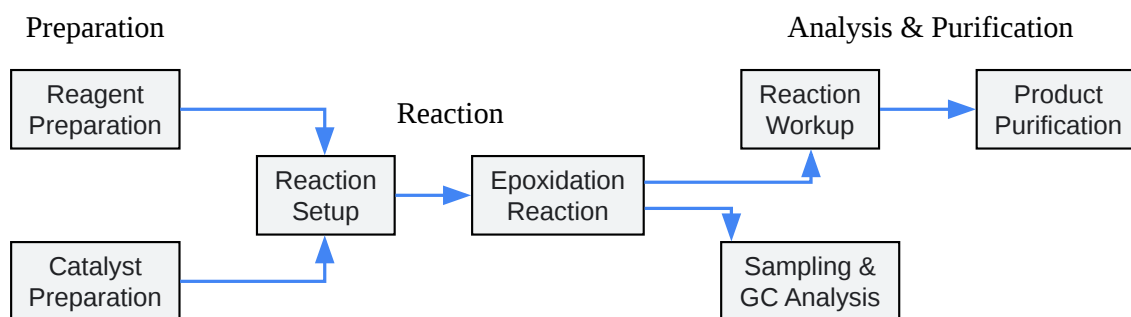 Preparation
Analysis & Purification
Reagent
Preparation
Reaction
Reaction
Workup
Product
Purification
Reaction
Setup
Epoxidation
Reaction
Catalyst
Preparation
Sampling &
GC Analysis